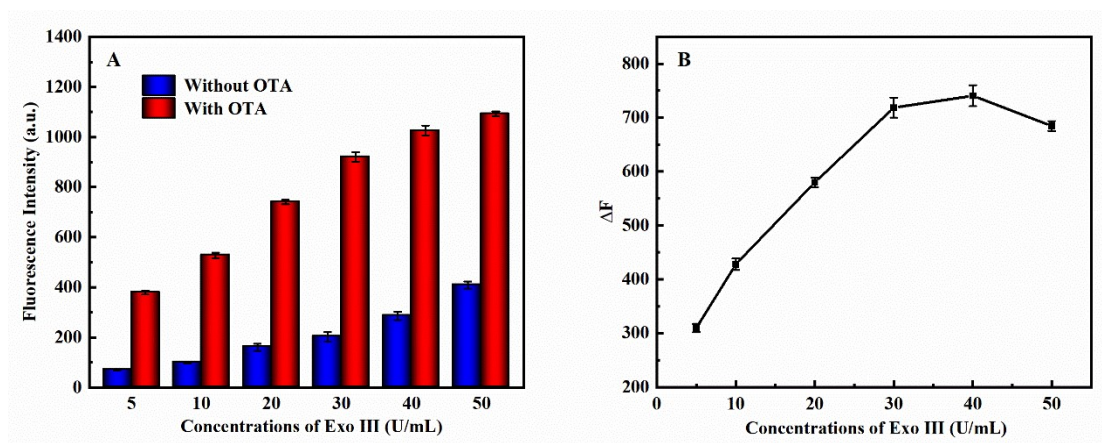 A
Without OTA
With OTA
Fluorescence Intensity (a.u.)
1400
1200
1000
800
600
400
200
0
5 10 20 30 40 50
Concentrations of Exo III (U/mL)
B
ΔF
800
700
600
500
400
300
200
0 10 20 30 40 50
Concentrations of Exo III (U/mL)